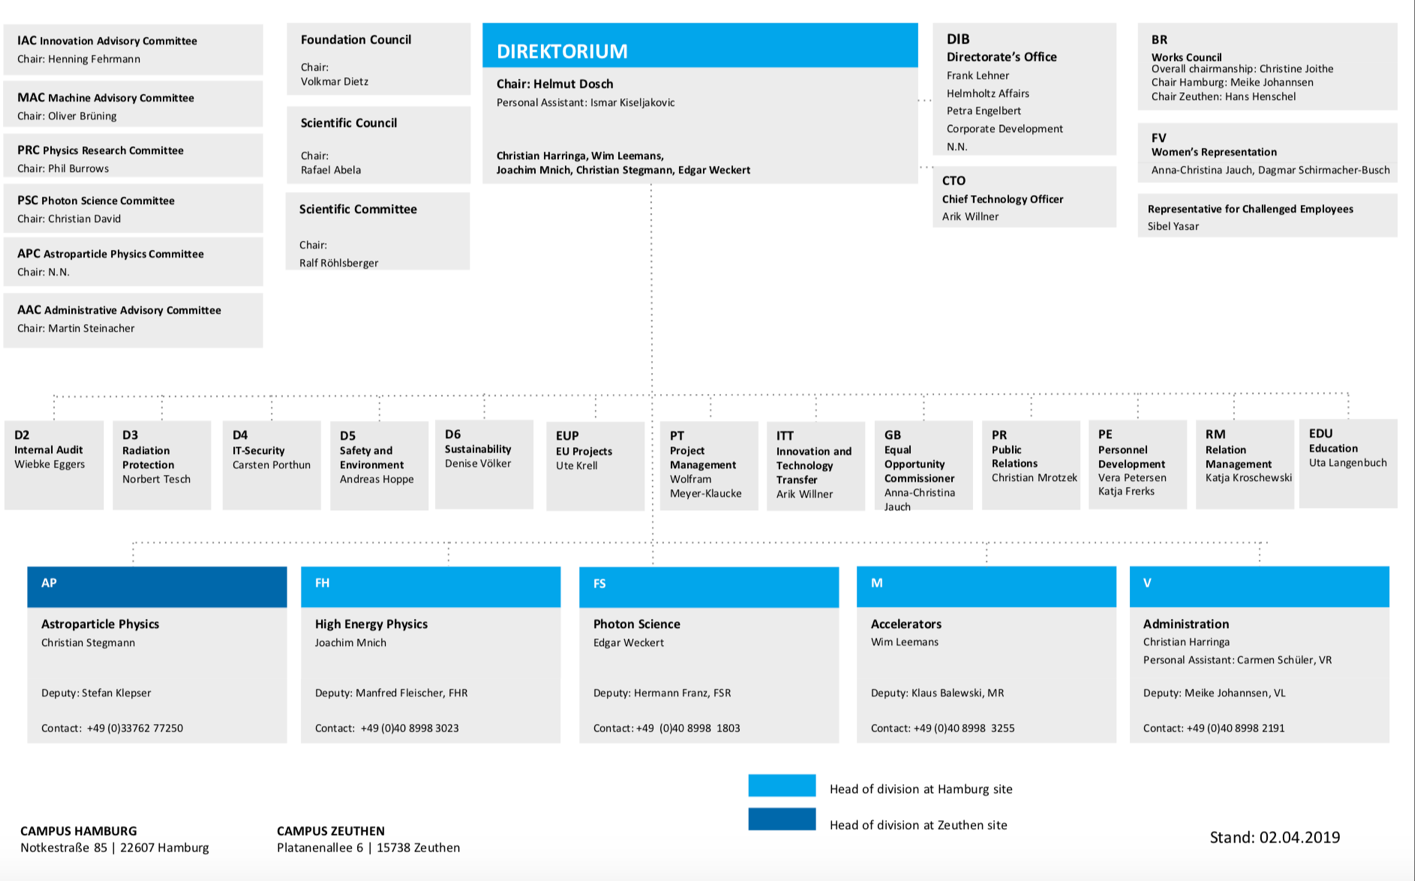 IAC Innovation Advisory Committee
Chair: Henning Fehrmann
MAC Machine Advisory Committee
Chair: Oliver Brüning
PRC Physics Research Committee
Chair: Phil Burrows
PSC Photon Science Committee
Chair: Christian David
APC Astroparticle Physics Committee
Chair: N.N.
AAC Administrative Advisory Committee
Chair: Martin Steinacher
Foundation Council
Chair:
Volkmar Dietz
Scientific Council
Chair:
Rafael Abela
Scientific Committee
Chair:
Ralf Röhlsberger
DIREKTORIUM
Chair: Helmut Dosch
Personal Assistant: Ismar Kiseljakovic
Christian Harringa, Wim Leemans,
Joachim Mnich, Christian Stegmann, Edgar Weckert
DIB
Directorate's Office
Frank Lehner
Helmholtz Affairs
Petra Engelbert
Corporate Development
N.N.
CTO
Chief Technology Officer
Arik Willner
BR
Works Council
Overall chairmanship: Christine Joithe
Chair Hamburg: Meike Johannsen
Chair Zeuthen: Hans Henschel
FV
Women's Representation
Anna-Christina Jauch, Dagmar Schirmacher-Busch
Representative for Challenged Employees
Sibel Yasar
D2
Internal Audit
Wiebke Eggers
D3
Radiation
Protection
Norbert Tesch
D4
IT-Security
Carsten Porthun
D5
Safety and
Environment
Andreas Hoppe
D6
Sustainability
Denise Völker
EUP
EU Projects
Ute Krell
PT
Project
Management
Wolfram
Meyer-Klaucke
ITT
Innovation and
Technology
Transfer
Arik Willner
GB
Equal
Opportunity
Commissioner
Anna-Christina
Jauch
PR
Public
Relations
Christian Mrotzek
PE
Personnel
Development
Vera Petersen
Katja Frerks
RM
Relation
Management
Katja Kroschewski
EDU
Education
Uta Langenbuch
AP
Astroparticle Physics
Christian Stegmann
Deputy: Stefan Klepser
Contact: +49 (0)33762 77250
FH
High Energy Physics
Joachim Mnich
Deputy: Manfred Fleischer, FHR
Contact: +49 (0)40 8998 3023
FS
Photon Science
Edgar Weckert
Deputy: Hermann Franz, FSR
Contact: +49 (0)40 8998 1803
M
Accelerators
Wim Leemans
Deputy: Klaus Balewski, MR
Contact: +49 (0)40 8998 3255
V
Administration
Christian Harringa
Personal Assistant: Carmen Schüler, VR
Deputy: Meike Johannsen, VL
Contact: +49 (0)40 8998 2191
Head of division at Hamburg site
Head of division at Zeuthen site
CAMPUS HAMBURG
Notkestraße 85 | 22607 Hamburg
CAMPUS ZEUTHEN
Platanenallee 6 | 15738 Zeuthen
Stand: 02.04.2019